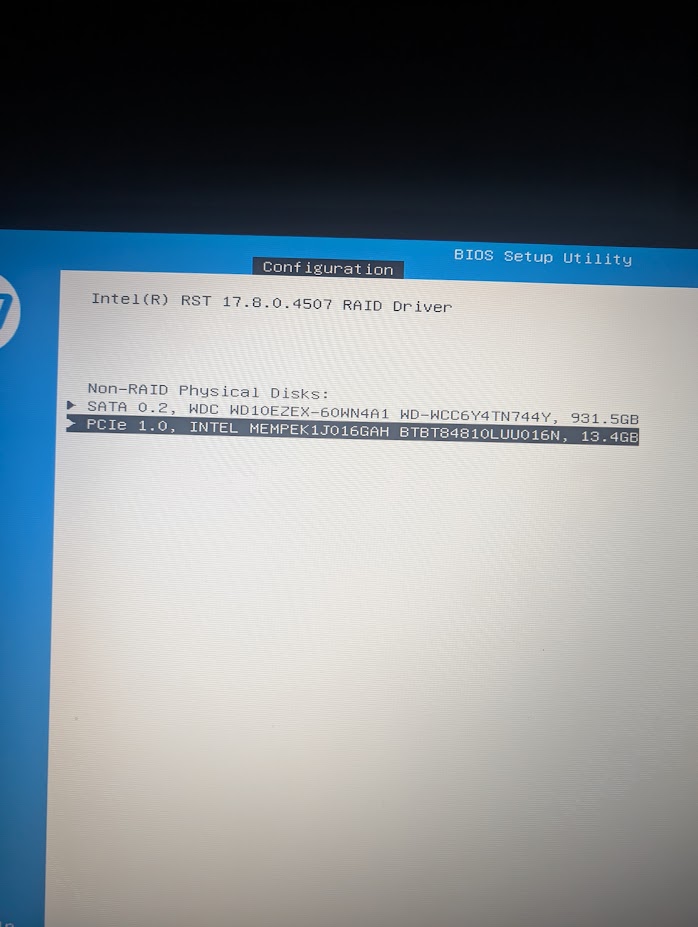 BIOS Setup Utility
Configuration
Intel(R) RST 17.8.0.4507 RAID Driver
Non-RAID Physical Disks:
SATA 0.2, WDC WD10EZEX-60WN4A1 WD-WCC6Y4TN744Y, 931.5GB
PCIe 1.0, INTEL MEMPEK1J016GAH BTBT84810LUU016N, 13.4GB